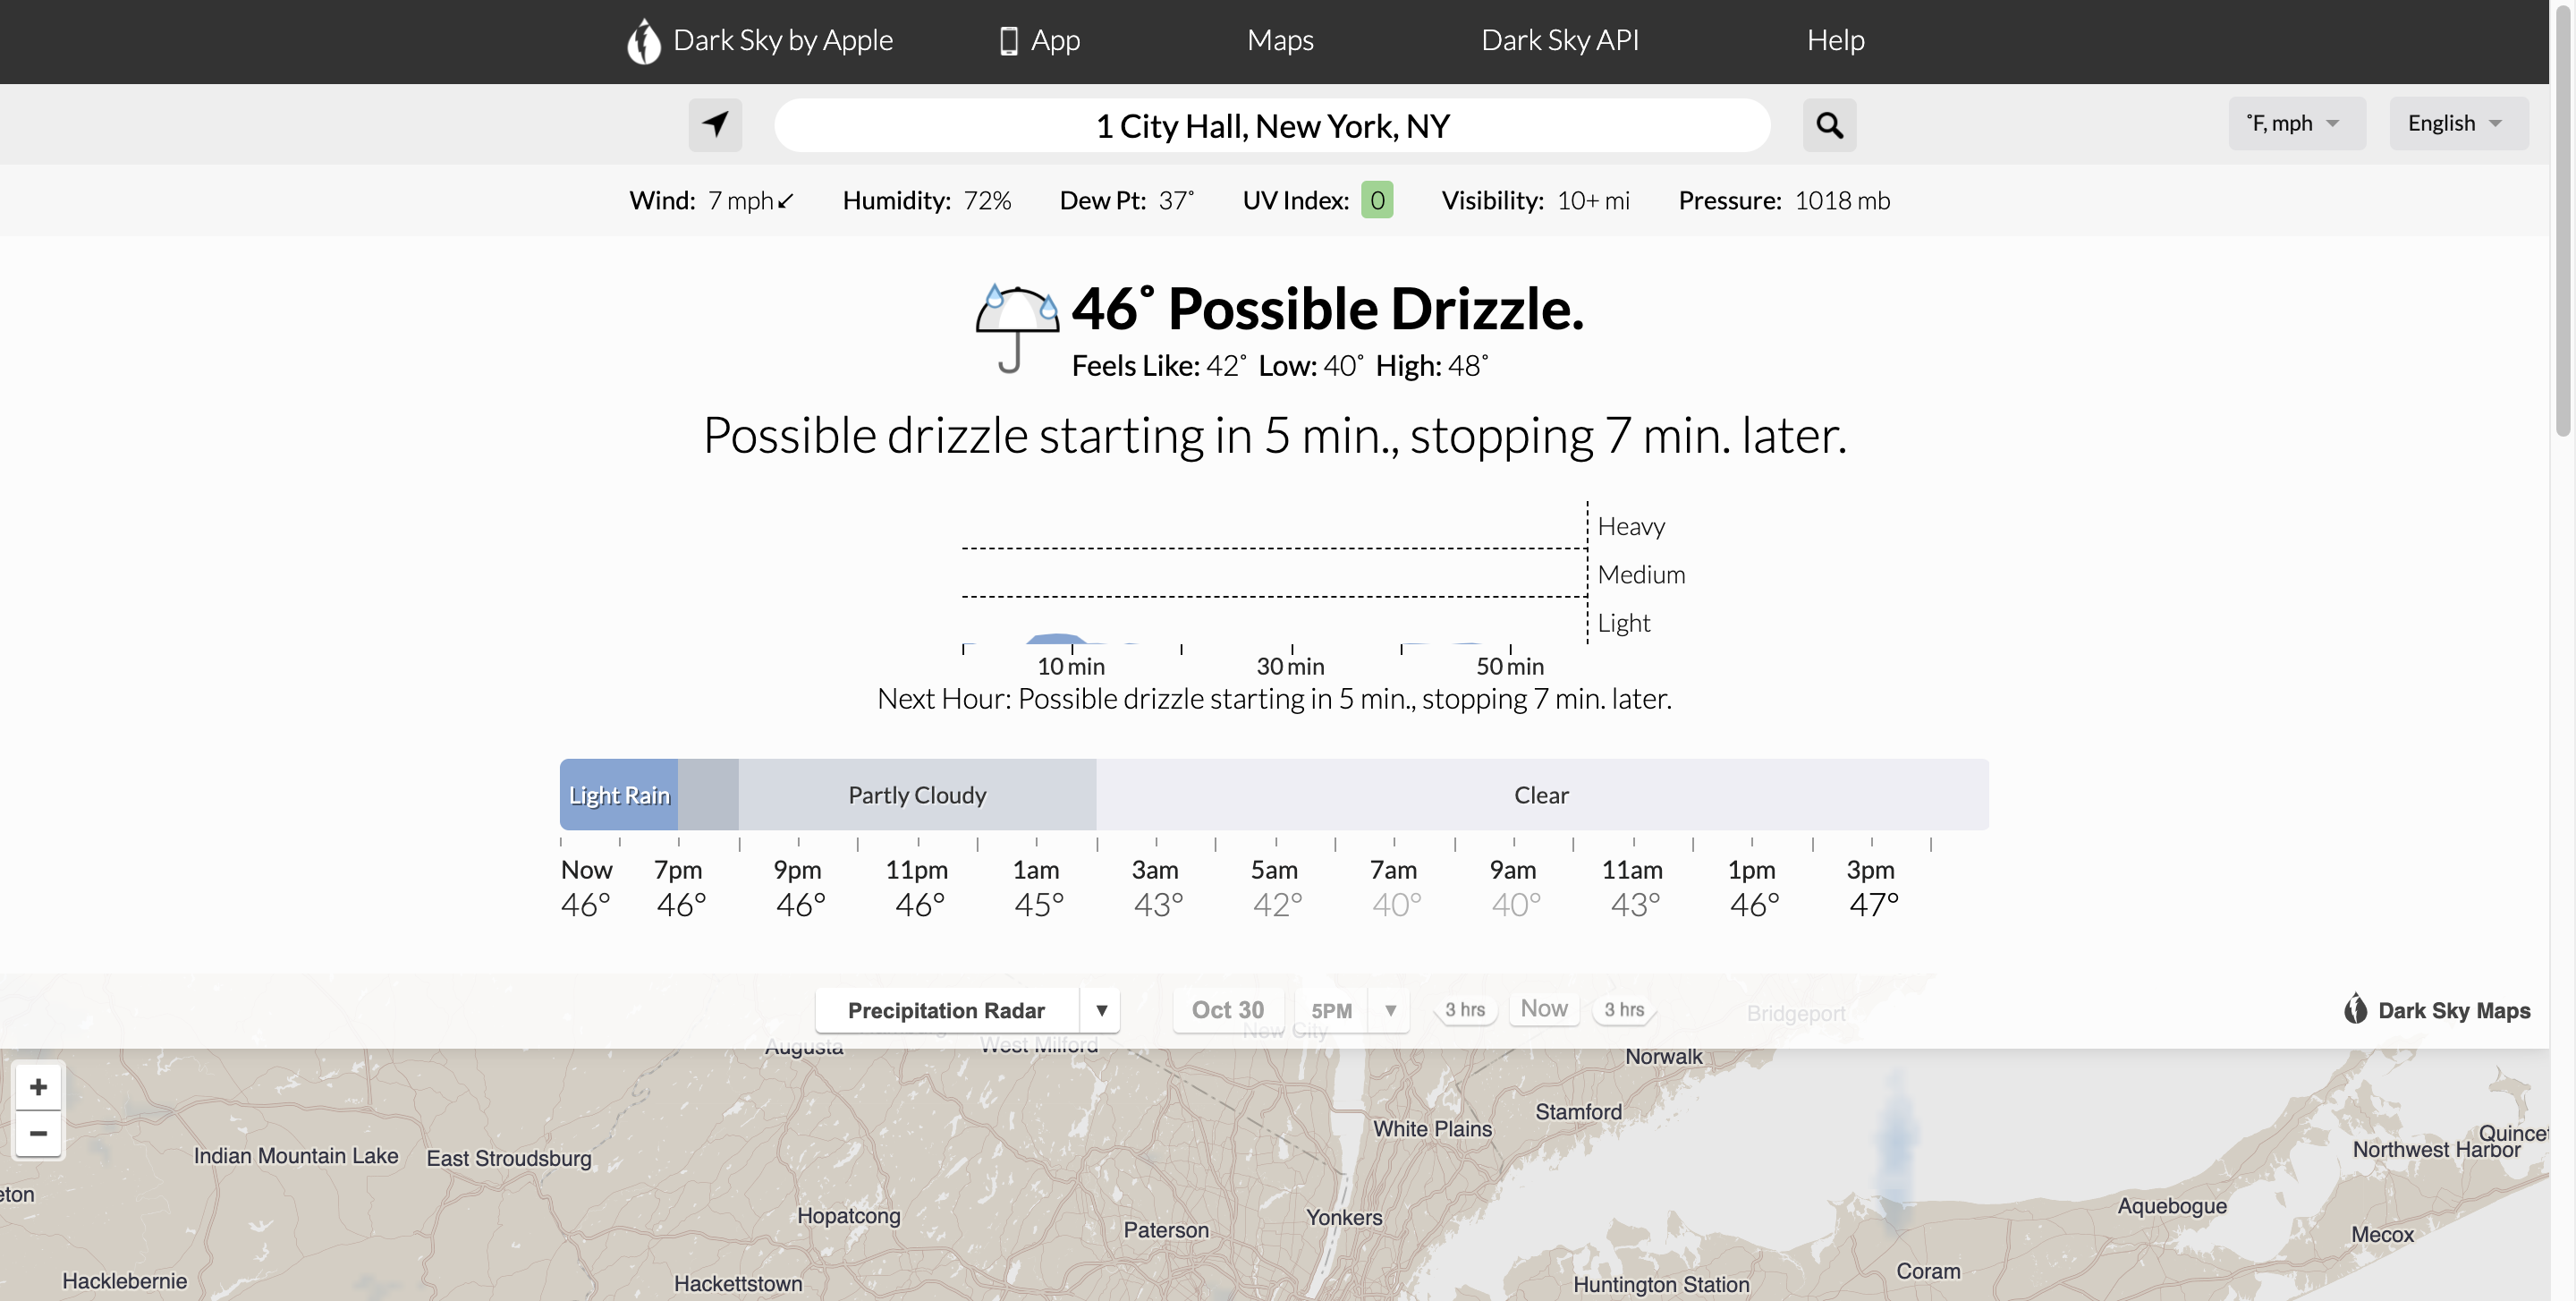 Dark Sky by Apple App Maps Dark Sky API Help
1 City Hall, New York, NY ˚F, mph English
Wind: 7 mph Humidity: 72% Dew Pt: 37˚ UV Index: 0 Visibility: 10+ mi Pressure: 1018 mb
46˚ Possible Drizzle.
Feels Like: 42˚ Low: 40˚ High: 48˚
Possible drizzle starting in 5 min., stopping 7 min. later.
Heavy
Medium
Light
10 min 30 min 50 min
Next Hour: Possible drizzle starting in 5 min., stopping 7 min. later.
Light Rain Partly Cloudy Clear
Now 7pm 9pm 11pm 1am 3am 5am 7am 9am 11am 1pm 3pm
46° 46° 46° 46° 45° 43° 42° 40° 40° 43° 46° 47°
Precipitation Radar ▼ Oct 30 5PM ▼ 3 hrs Now 3 hrs Bridgeport Dark Sky Maps
New City
Augusta West Milford Norwalk
+
−
Stamford
White Plains
Quince
Northwest Harbor
Indian Mountain Lake East Stroudsburg
eton
Aquebogue
Hopatcong Yonkers
Paterson
Mecox
Coram
Hacklebernie Hackettstown Huntington Station